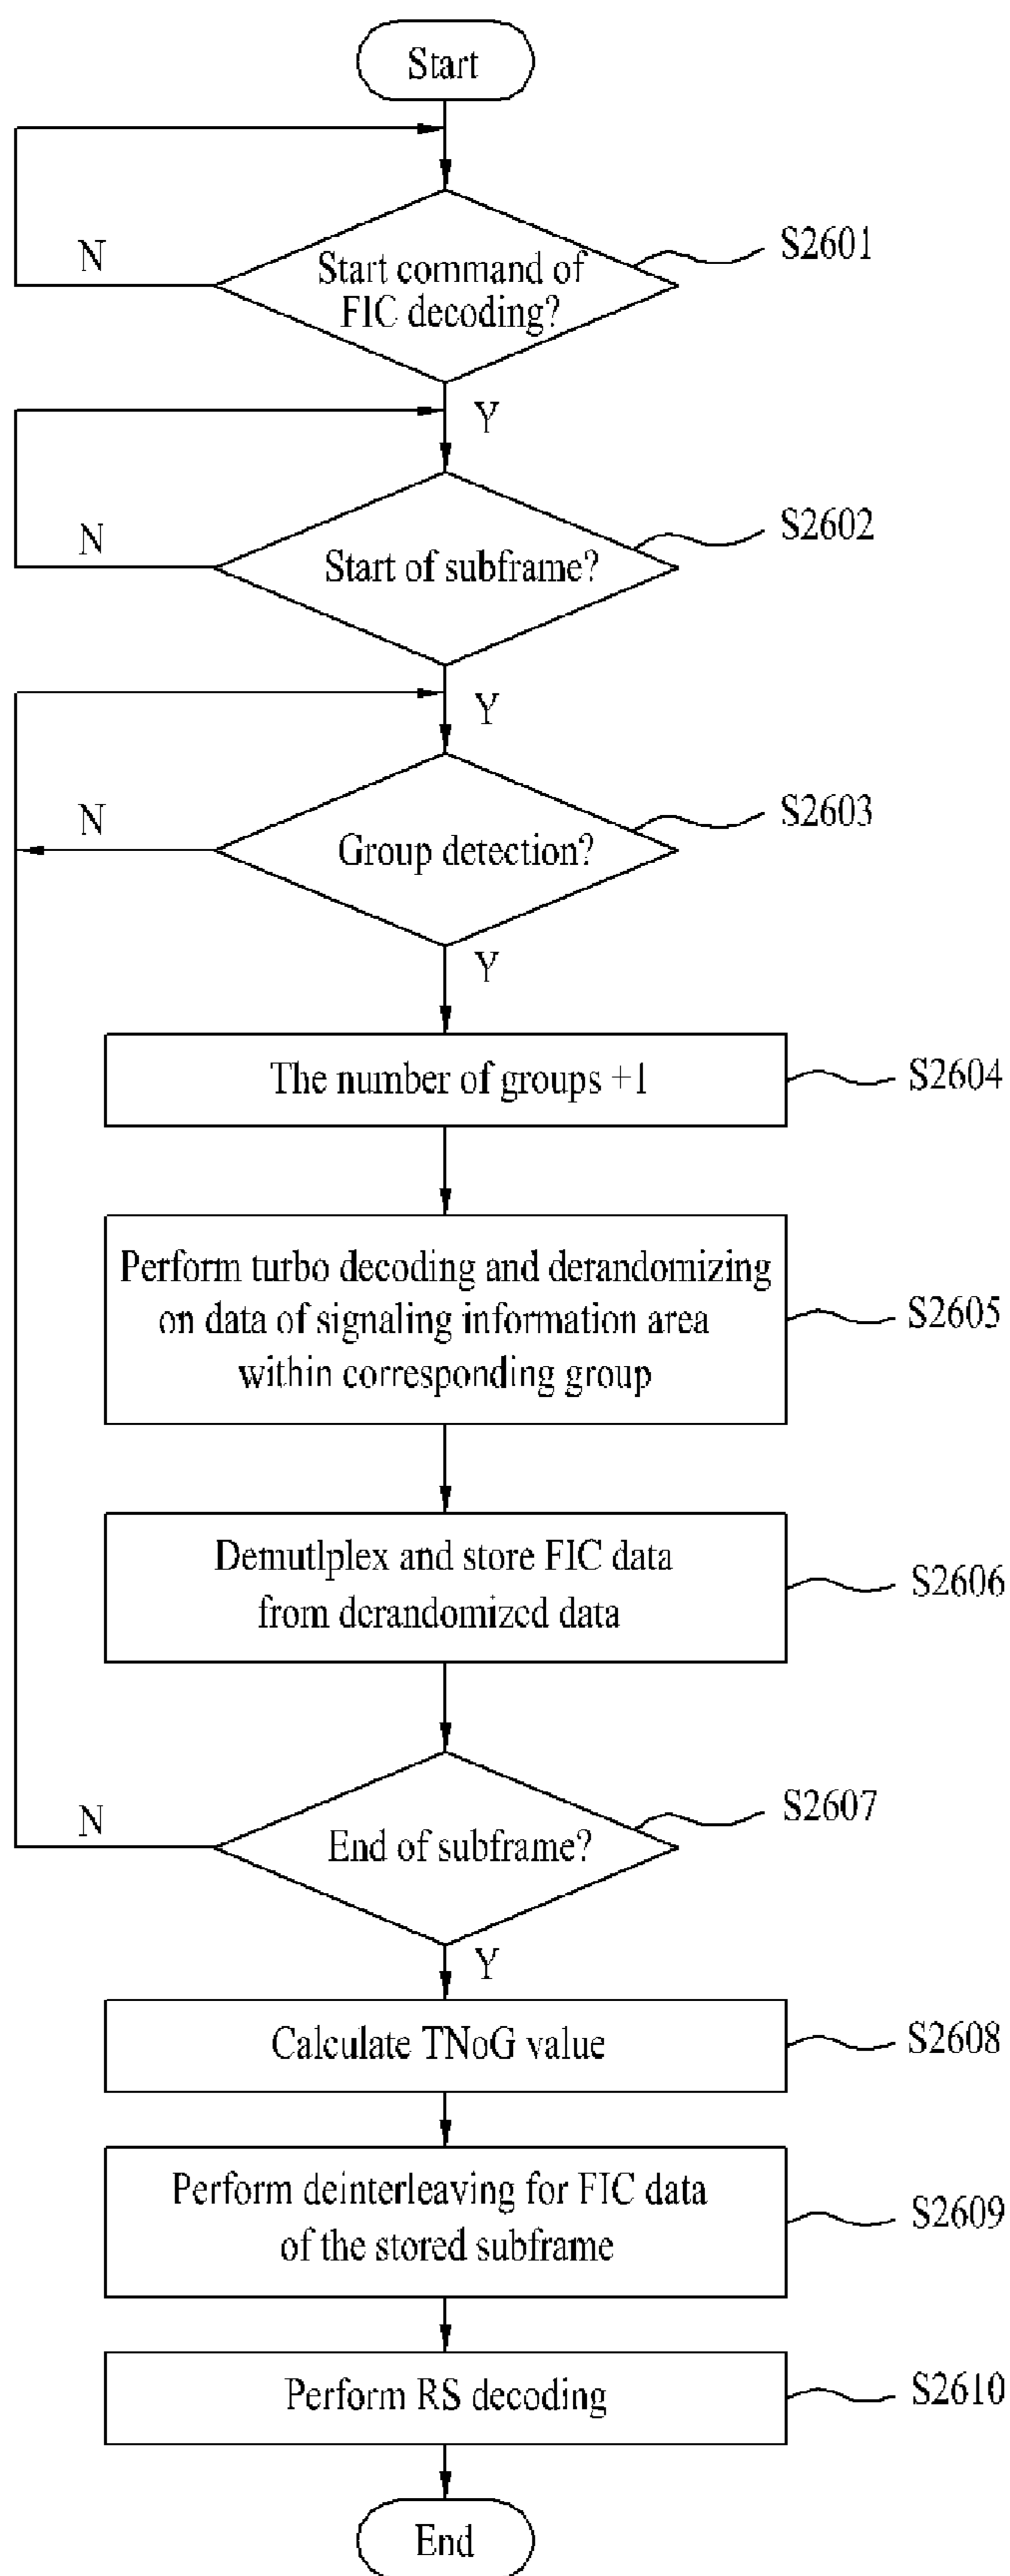 Start
N
Start command of
FIC decoding?
S2601
Y
N
Start of subframe?
S2602
Y
N
Group detection?
S2603
Y
The number of groups +1
S2604
Perform turbo decoding and derandomizing
on data of signaling information area
within corresponding group
S2605
Demutlplex and store FIC data
from derandomized data
S2606
N
End of subframe?
S2607
Y
Calculate TNoG value
S2608
Perform deinterleaving for FIC data
of the stored subframe
S2609
Perform RS decoding
S2610
End